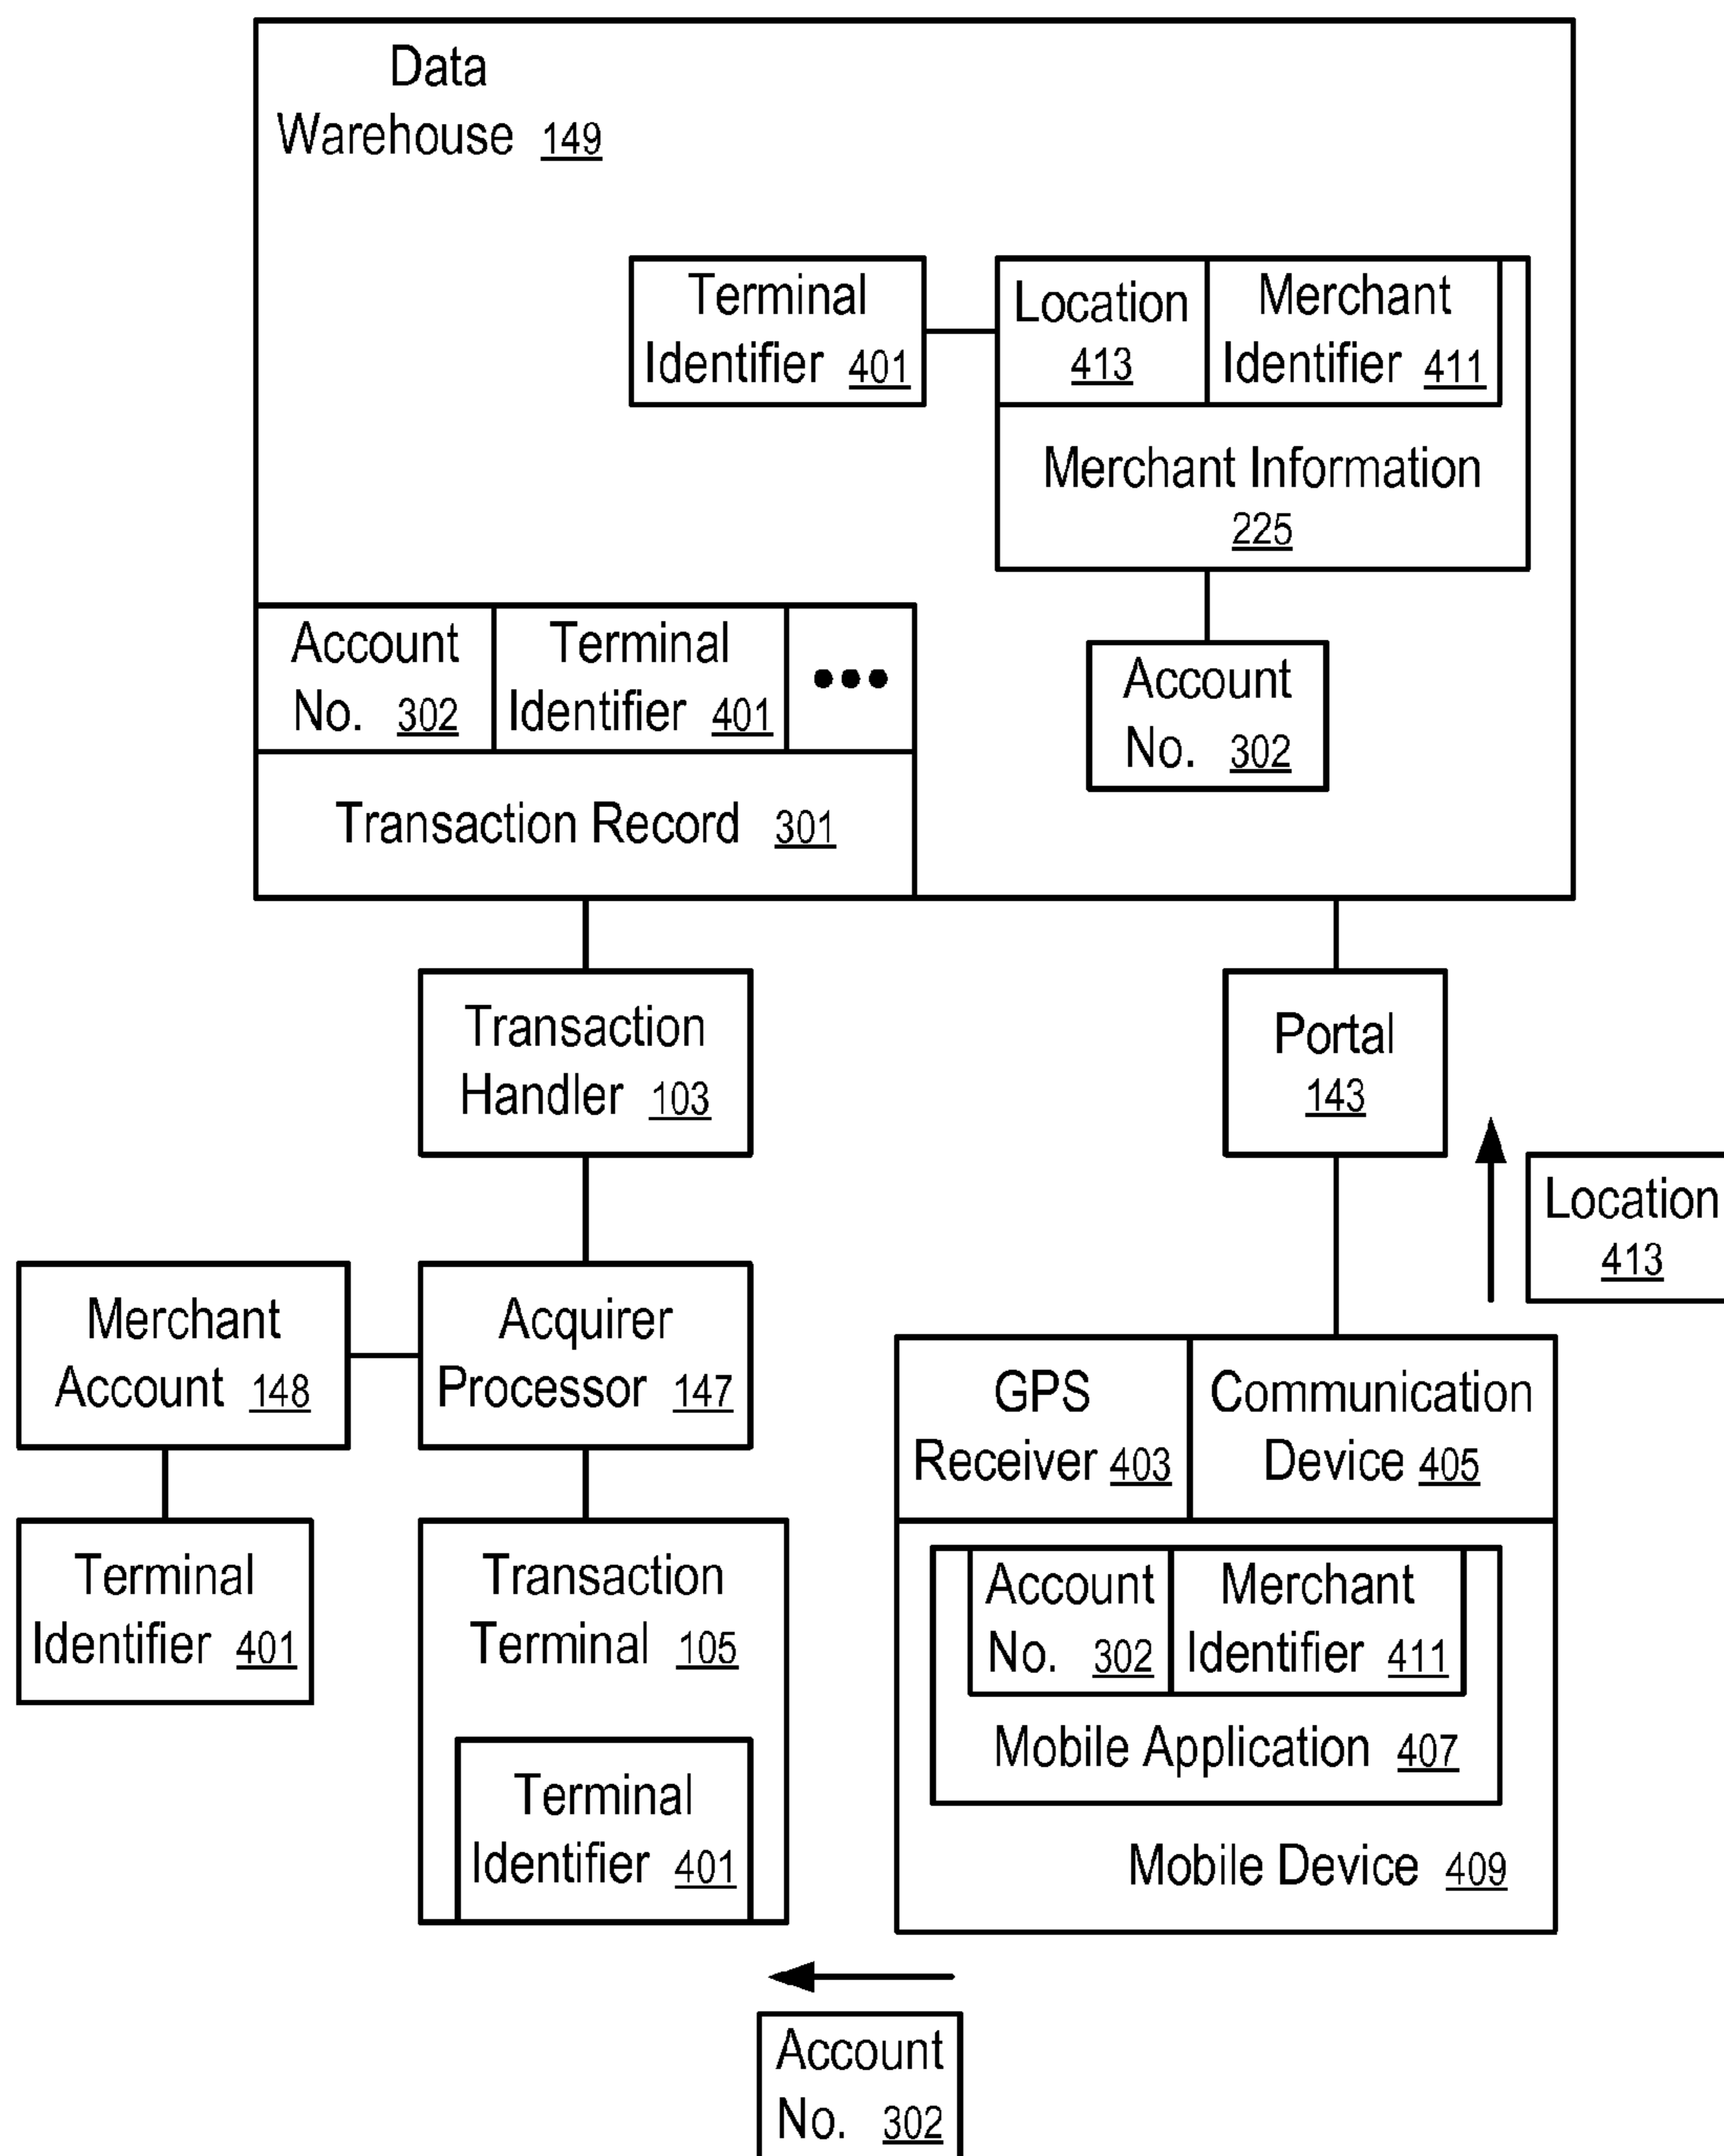 Data
Warehouse 149
Terminal
Identifier 401
Location
413
Merchant
Identifier 411
Merchant Information
225
Account
No. 302
Terminal
Identifier 401
•••
Transaction Record 301
Account
No. 302
Transaction
Handler 103
Portal
143
Location
413
Merchant
Account 148
Acquirer
Processor 147
GPS
Receiver 403
Communication
Device 405
Terminal
Identifier 401
Transaction
Terminal 105
Terminal
Identifier 401
Account
No. 302
Merchant
Identifier 411
Mobile Application 407
Mobile Device 409
Account
No. 302